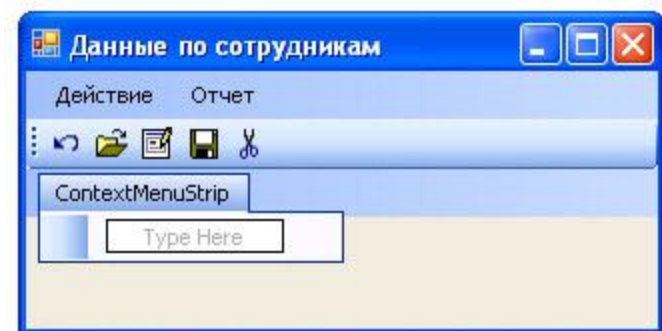 Данные по сотрудникам
Действие Отчет
ContextMenuStrip
Type Here